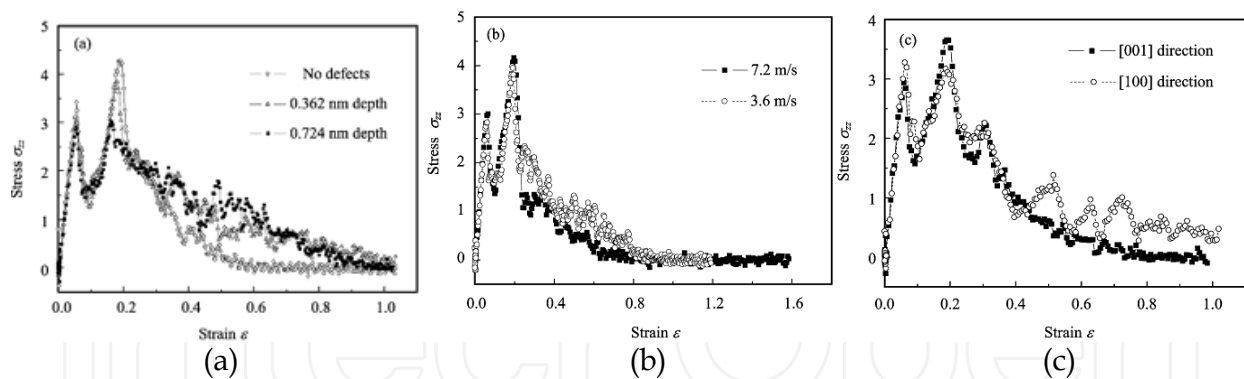 (a)
No defects
0.362 nm depth
0.724 nm depth
Stress σzz
5
4
3
2
1
0
0.0 0.2 0.4 0.6 0.8 1.0
Strain ε
(a)
(b)
7.2 m/s
3.6 m/s
Stress σzz
5
4
3
2
1
0
0.0 0.4 0.8 1.2 1.6
Strain ε
(b)
(c)
[001] direction
[100] direction
Stress σzz
4
3
2
1
0
0.0 0.2 0.4 0.6 0.8 1.0
Strain ε
(c)